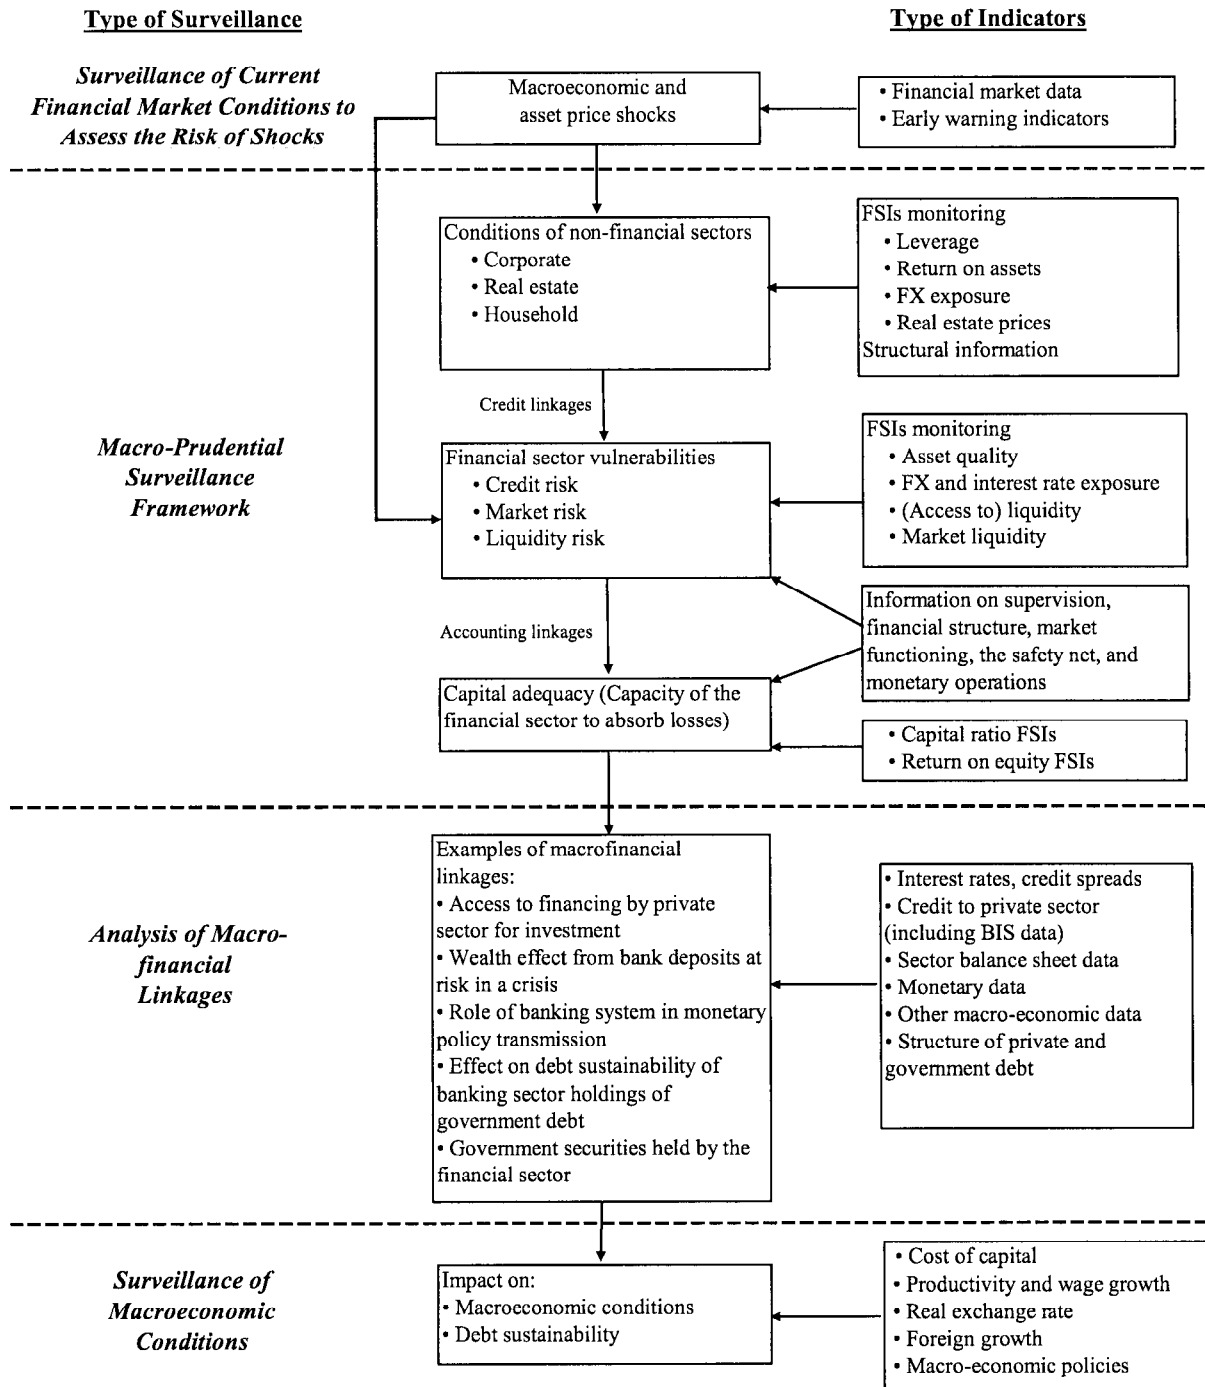 Type of Surveillance
Type of Indicators
Surveillance of Current
Financial Market Conditions to
Assess the Risk of Shocks
Macroeconomic and
asset price shocks
• Financial market data
• Early warning indicators
Macro-Prudential
Surveillance
Framework
Conditions of non-financial sectors
• Corporate
• Real estate
• Household
FSIs monitoring
• Leverage
• Return on assets
• FX exposure
• Real estate prices
Structural information
Credit linkages
Financial sector vulnerabilities
• Credit risk
• Market risk
• Liquidity risk
FSIs monitoring
• Asset quality
• FX and interest rate exposure
• (Access to) liquidity
• Market liquidity
Accounting linkages
Information on supervision,
financial structure, market
functioning, the safety net, and
monetary operations
Capital adequacy (Capacity of the
financial sector to absorb losses)
• Capital ratio FSIs
• Return on equity FSIs
Analysis of Macro-
financial
Linkages
Examples of macrofinancial
linkages:
• Access to financing by private
sector for investment
• Wealth effect from bank deposits at
risk in a crisis
• Role of banking system in monetary
policy transmission
• Effect on debt sustainability of
banking sector holdings of
government debt
• Government securities held by the
financial sector
• Interest rates, credit spreads
• Credit to private sector
(including BIS data)
• Sector balance sheet data
• Monetary data
• Other macro-economic data
• Structure of private and
government debt
Surveillance of
Macroeconomic
Conditions
Impact on:
• Macroeconomic conditions
• Debt sustainability
• Cost of capital
• Productivity and wage growth
• Real exchange rate
• Foreign growth
• Macro-economic policies